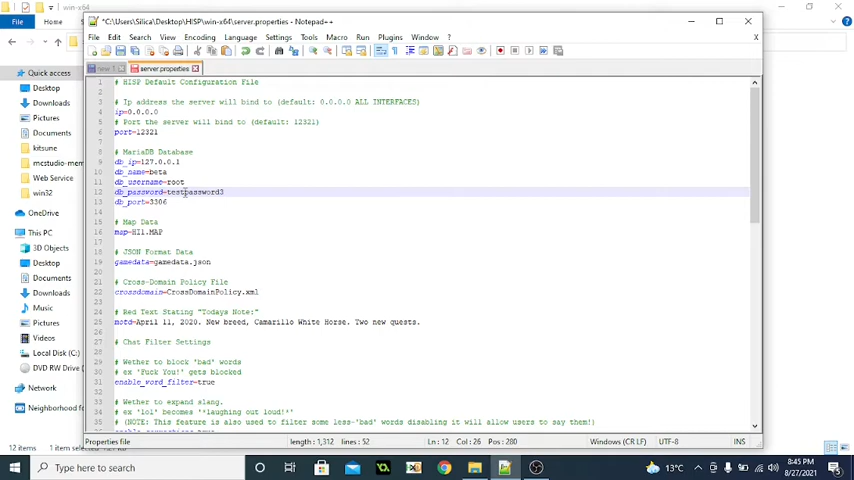 win-x64
File
Home
*C:\Users\Silica\Desktop\HISP\win-x64\server.properties - Notepad++
File Edit Search View Encoding Language Settings Tools Macro Run Plugins Window ? X
new 1 server.properties
1 # HISP Default Configuration File
2
3 # Ip address the server will bind to (default: 0.0.0.0 ALL INTERFACES)
4 ip=0.0.0.0
5 # Port the server will bind to (default: 12321)
6 port=12321
7
8 # MariaDB Database
9 db_ip=127.0.0.1
10 db_name=beta
11 db_username=root
12 db_password=testpassword3
13 db_port=3306
14
15 # Map Data
16 map=HI1.MAP
17
18 # JSON Format Data
19 gamedata=gamedata.json
20
21 # Cross-Domain Policy File
22 crossdomain=CrossDomainPolicy.xml
23
24 # Red Text Stating "Todays Note:"
25 motd=April 11, 2020. New breed, Camarillo White Horse. Two new quests.
26
27 # Chat Filter Settings
28
29 # Wether to block 'bad' words
30 # ex 'Fuck You!' gets blocked
31 enable_word_filter=true
32
33 # Wether to expand slang.
34 # ex 'lol' becomes '*laughing out loud!*'
35 # (NOTE: This feature is also used to filter some less-'bad' words disabling it will allow users to say them!)
Quick access
Desktop
Downloads
Pictures
Documents
kitsune
mcstudio-mem
Web Service
win32
OneDrive
This PC
3D Objects
Desktop
Documents
Downloads
Music
Pictures
Videos
Local Disk (C:)
DVD RW Drive (
Network
Neighborhood for
12 items 1 item selected
Properties file length : 1,312 lines : 52 Ln : 12 Col : 26 Pos : 280 Windows (CR LF) UTF-8 INS
Type here to search
13°C
8:45 PM
8/27/2021